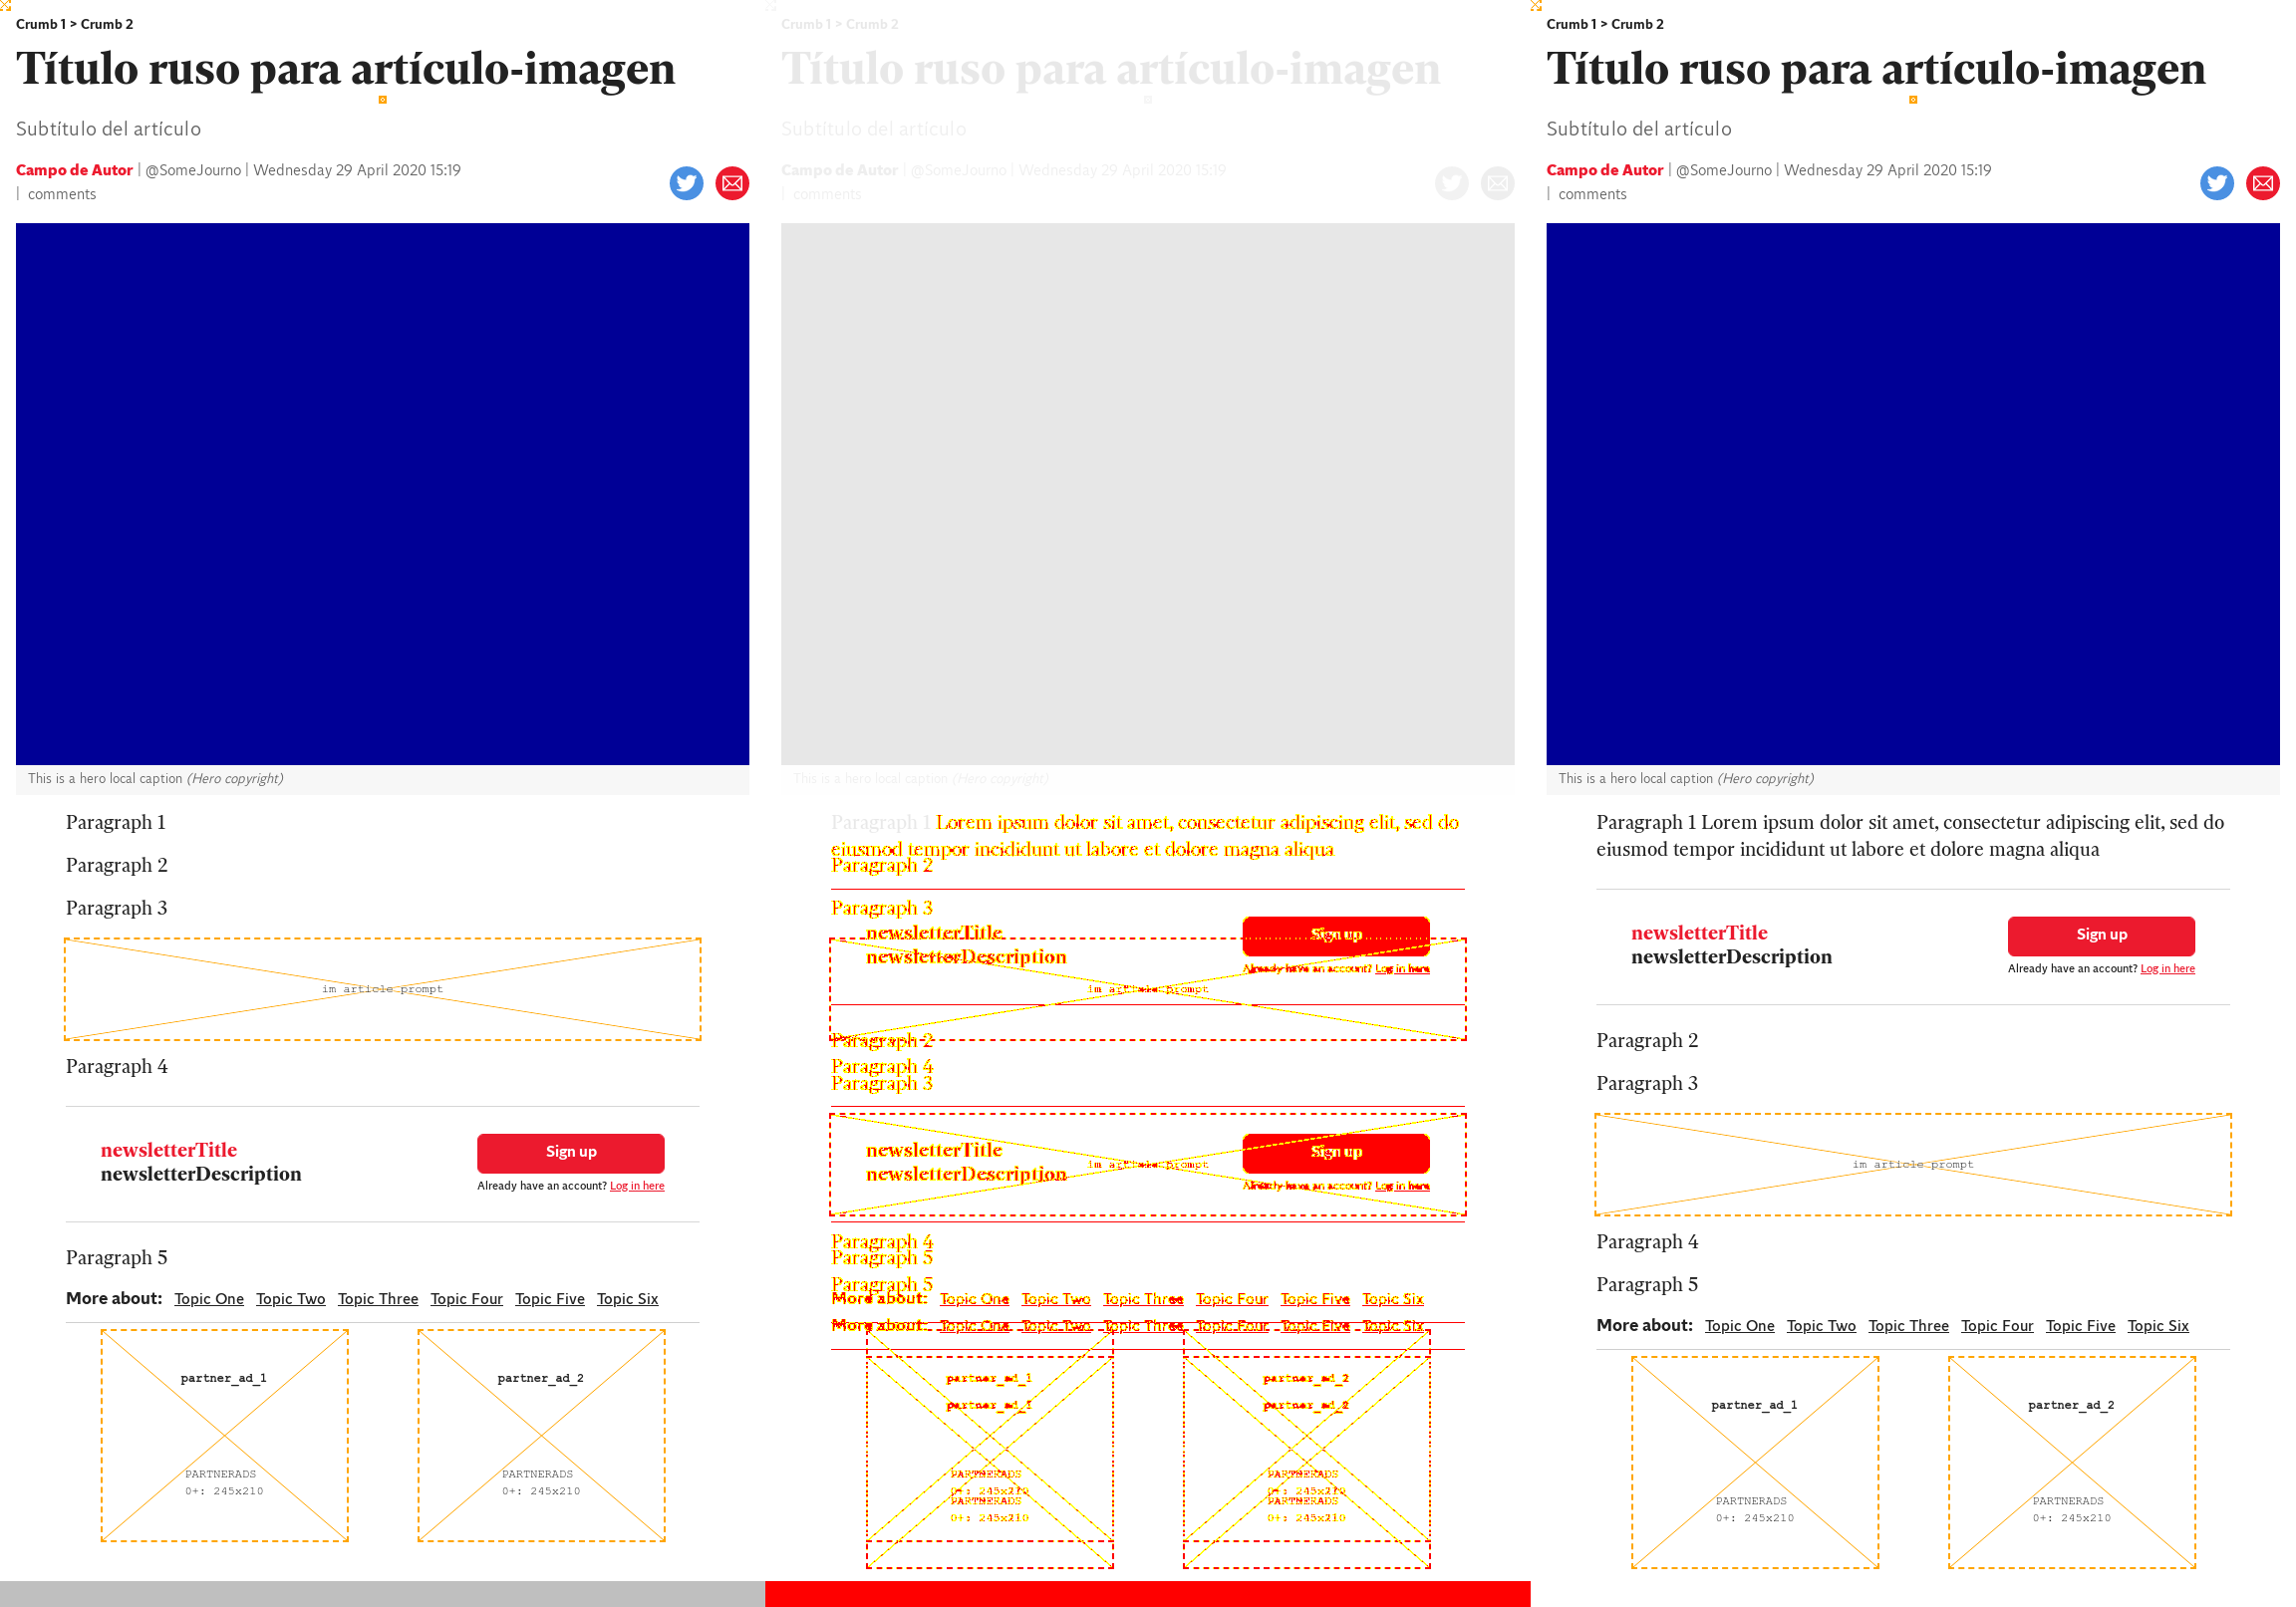 Crumb 1 > Crumb 2
Título ruso para artículo-imagen
Subtítulo del artículo
Campo de Autor | @SomeJourno | Wednesday 29 April 2020 15:19
| comments
This is a hero local caption (Hero copyright)
Paragraph 1
Paragraph 2
Paragraph 3
im article prompt
Paragraph 4
newsletterTitle
newsletterDescription
Sign up
Already have an account? Log in here
Paragraph 5
More about: Topic One Topic Two Topic Three Topic Four Topic Five Topic Six
partner_ad_1
PARTNERADS
0+: 245x210
partner_ad_2
PARTNERADS
0+: 245x210
Crumb 1 > Crumb 2
Título ruso para artículo-imagen
Subtítulo del artículo
Campo de Autor | @SomeJourno | Wednesday 29 April 2020 15:19
| comments
This is a hero local caption (Hero copyright)
Paragraph 1 Lorem ipsum dolor sit amet, consectetur adipiscing elit, sed do
eiusmod tempor incididunt ut labore et dolore magna aliqua
Paragraph 2
Paragraph 3
newsletterTitle
newsletterDescription
Sign up
Already have an account? Log in here
im article prompt
Paragraph 2
Paragraph 4
Paragraph 3
newsletterTitle
newsletterDescription
Sign up
im article prompt
Already have an account? Log in here
Paragraph 4
Paragraph 5
Paragraph 5
More about: Topic One Topic Two Topic Three Topic Four Topic Five Topic Six
More about: Topic One Topic Two Topic Three Topic Four Topic Five Topic Six
partner_ad_1
partner_ad_1
PARTNERADS
0+: 245x210
PARTNERADS
0+: 245x210
partner_ad_2
partner_ad_2
PARTNERADS
0+: 245x210
PARTNERADS
0+: 245x210
Crumb 1 > Crumb 2
Título ruso para artículo-imagen
Subtítulo del artículo
Campo de Autor | @SomeJourno | Wednesday 29 April 2020 15:19
| comments
This is a hero local caption (Hero copyright)
Paragraph 1 Lorem ipsum dolor sit amet, consectetur adipiscing elit, sed do
eiusmod tempor incididunt ut labore et dolore magna aliqua
newsletterTitle
newsletterDescription
Sign up
Already have an account? Log in here
Paragraph 2
Paragraph 3
im article prompt
Paragraph 4
Paragraph 5
More about: Topic One Topic Two Topic Three Topic Four Topic Five Topic Six
partner_ad_1
PARTNERADS
0+: 245x210
partner_ad_2
PARTNERADS
0+: 245x210